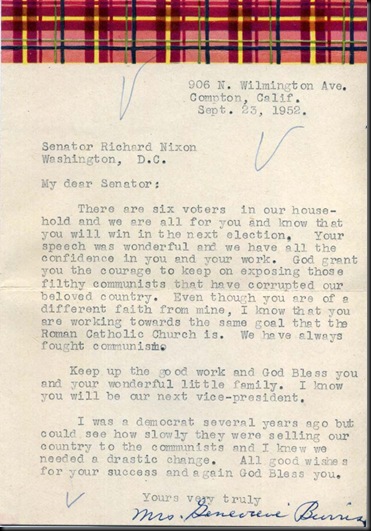 906 N. Wilmington Ave.
Compton, Calif.
Sept. 23, 1952.
Senator Richard Nixon
Washington, D.C.
My dear Senator:
There are six voters in our house-
hold and we are all for you and know that
you will win in the next election. Your
speech was wonderful and we have all the
confidence in you and your work. God grant
you the courage to keep on exposing those
filthy communists that have corrupted our
beloved country. Even though you are of a
different faith from mine, I know that you
are working towards the same goal that the
Roman Catholic Church is. We have always
fought communism.
Keep up the good work and God Bless you
and your wonderful little family. I know
you will be our next vice-president.
I was a democrat several years ago but
could see how slowly they were selling our
country to the communists and I knew we
needed a drastic change. All good wishes
for your success and again God Bless you.
Yours very truly
Mrs. Genevieve